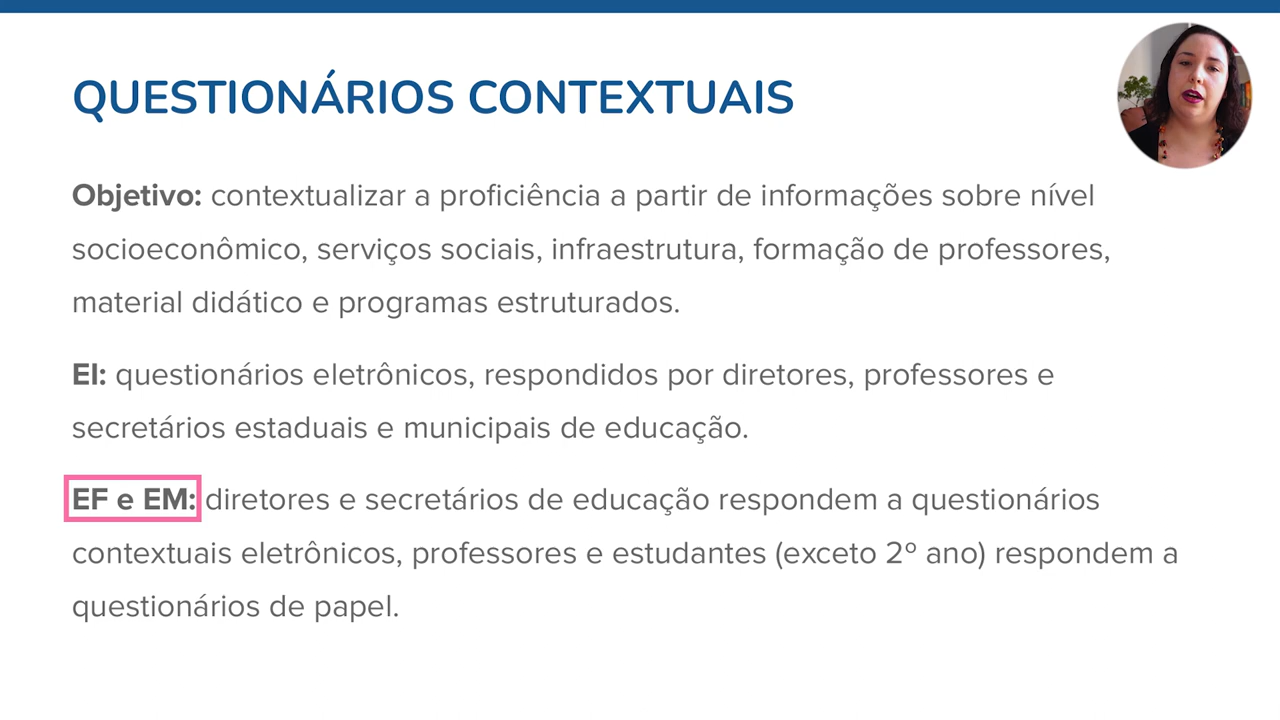 QUESTIONÁRIOS CONTEXTUAIS
Objetivo: contextualizar a proficiência a partir de informações sobre nível
socioeconômico, serviços sociais, infraestrutura, formação de professores,
material didático e programas estruturados.
EI: questionários eletrônicos, respondidos por diretores, professores e
secretários estaduais e municipais de educação.
EF e EM: diretores e secretários de educação respondem a questionários
contextuais eletrônicos, professores e estudantes (exceto 2º ano) respondem a
questionários de papel.